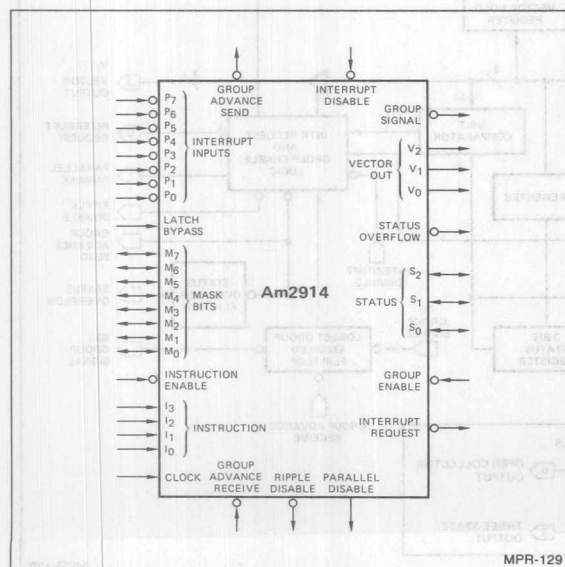 GROUP
ADVANCE
SEND
INTERRUPT
DISABLE
P7
P6
P5
P4
P3
P2
P1
P0
INTERRUPT
INPUTS
GROUP
SIGNAL
VECTOR
OUT
V2
V1
V0
LATCH
BYPASS
STATUS
OVERFLOW
M7
M6
M5
M4
M3
M2
M1
M0
MASK
BITS
Am2914
STATUS
S2
S1
S0
INSTRUCTION
ENABLE
GROUP
ENABLE
I3
I2
I1
I0
INSTRUCTION
INTERRUPT
REQUEST
CLOCK
GROUP
ADVANCE
RECEIVE
RIPPLE
DISABLE
PARALLEL
DISABLE
MPR-129